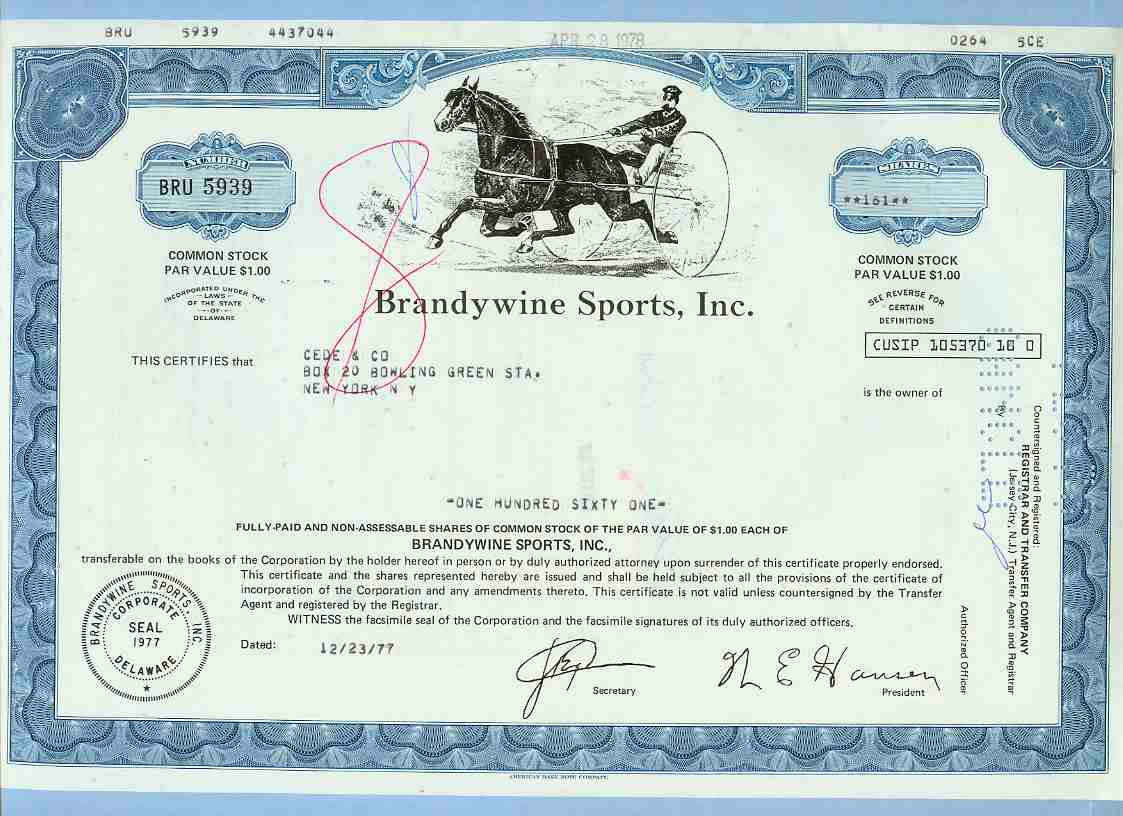 BRU 5939 4437044 APR 28 1978 0264 SCE
NUMBER
BRU 5939
SHARES
**161**
COMMON STOCK
PAR VALUE $1.00
INCORPORATED UNDER THE
LAWS
OF THE STATE
OF
DELAWARE
COMMON STOCK
PAR VALUE $1.00
SEE REVERSE FOR
CERTAIN
DEFINITIONS
Brandywine Sports, Inc.
CUSIP 105370 10 0
THIS CERTIFIES that
CEDE & CO
BOX 20 BOWLING GREEN STA.
NEW YORK N Y
is the owner of
=ONE HUNDRED SIXTY ONE=
FULLY-PAID AND NON-ASSESSABLE SHARES OF COMMON STOCK OF THE PAR VALUE OF $1.00 EACH OF
BRANDYWINE SPORTS, INC.,
transferable on the books of the Corporation by the holder hereof in person or by duly authorized attorney upon surrender of this certificate properly endorsed.
This certificate and the shares represented hereby are issued and shall be held subject to all the provisions of the certificate of
incorporation of the Corporation and any amendments thereto. This certificate is not valid unless countersigned by the Transfer
Agent and registered by the Registrar.
WITNESS the facsimile seal of the Corporation and the facsimile signatures of its duly authorized officers.
Dated: 12/23/77
BRANDYWINE SPORTS, INC
CORPORATE
SEAL
1977
DELAWARE
Secretary
N E Hansen
President
Countersigned and Registered:
REGISTRAR AND TRANSFER COMPANY
(Jersey City, N.J.) Transfer Agent and Registrar
By
Authorized Officer
AMERICAN BANK NOTE COMPANY.